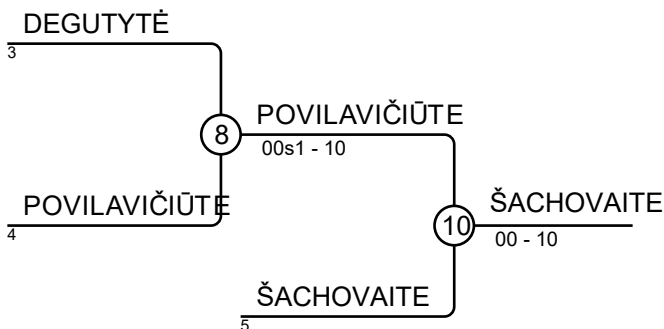 DEGUTYTĖ
3
8
POVILAVIČIŪTE
00s1 - 10
POVILAVIČIŪTE
4
10
ŠACHOVAITE
00 - 10
ŠACHOVAITE
5